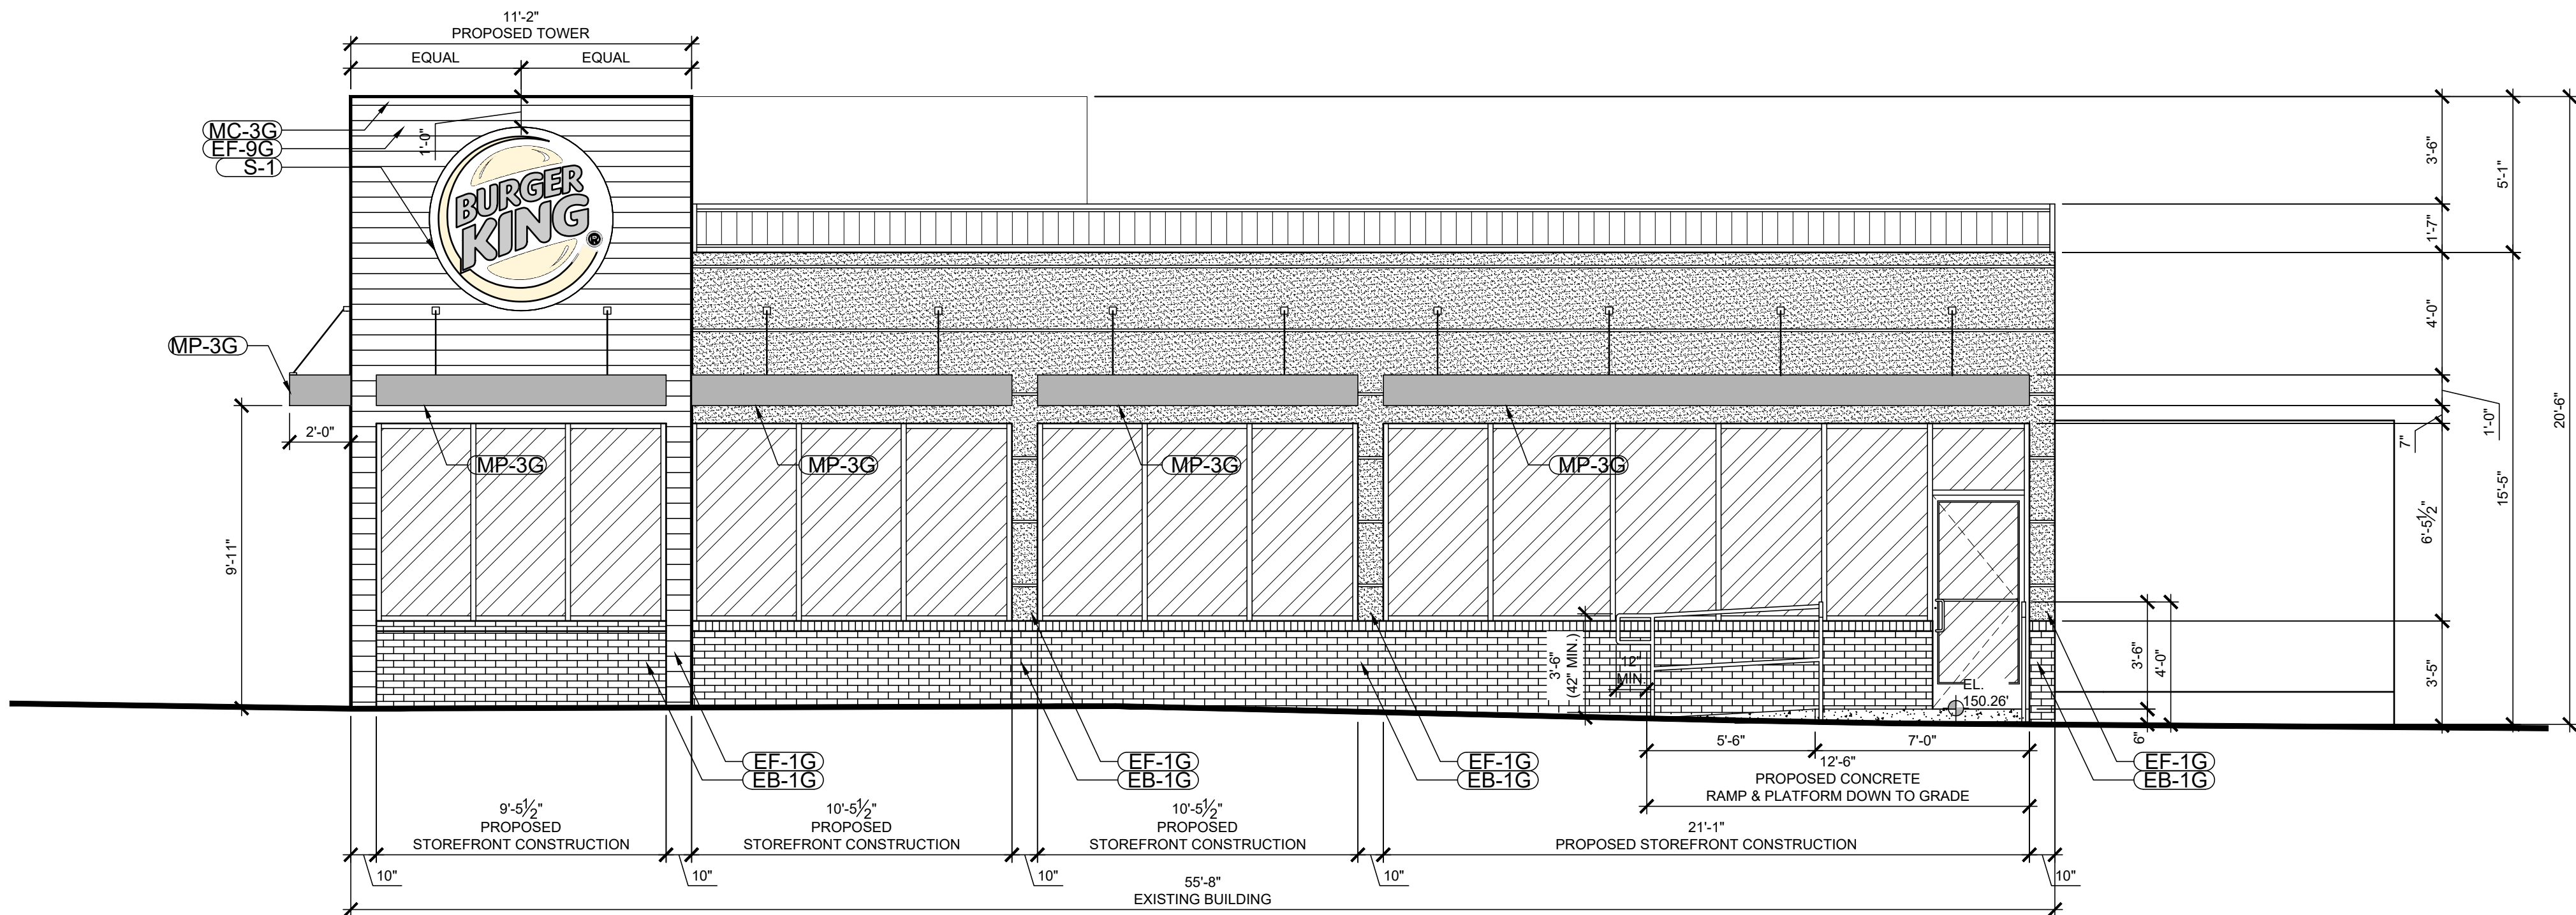 11'-2"
PROPOSED TOWER
EQUAL
EQUAL
MC-3G
EF-9G
S-1
1'-0"
BURGER
KING
®
MP-3G
2'-0"
9'-11"
MP-3G
MP-3G
MP-3G
MP-3G
3'-6"
5'-1"
1'-7"
4'-0"
1'-0"
7"
20'-6"
15'-5"
6'-5½"
3'-5"
3'-6"
4'-0"
6"
3'-6"
(42" MIN.)
12"
MIN.
EL.
150.26'
5'-6"
7'-0"
12'-6"
PROPOSED CONCRETE
RAMP & PLATFORM DOWN TO GRADE
EF-1G
EB-1G
EF-1G
EB-1G
EF-1G
EB-1G
EF-1G
EB-1G
9'-5½"
PROPOSED
STOREFRONT CONSTRUCTION
10'-5½"
PROPOSED
STOREFRONT CONSTRUCTION
10'-5½"
PROPOSED
STOREFRONT CONSTRUCTION
21'-1"
PROPOSED STOREFRONT CONSTRUCTION
10"
10"
10"
10"
10"
55'-8"
EXISTING BUILDING